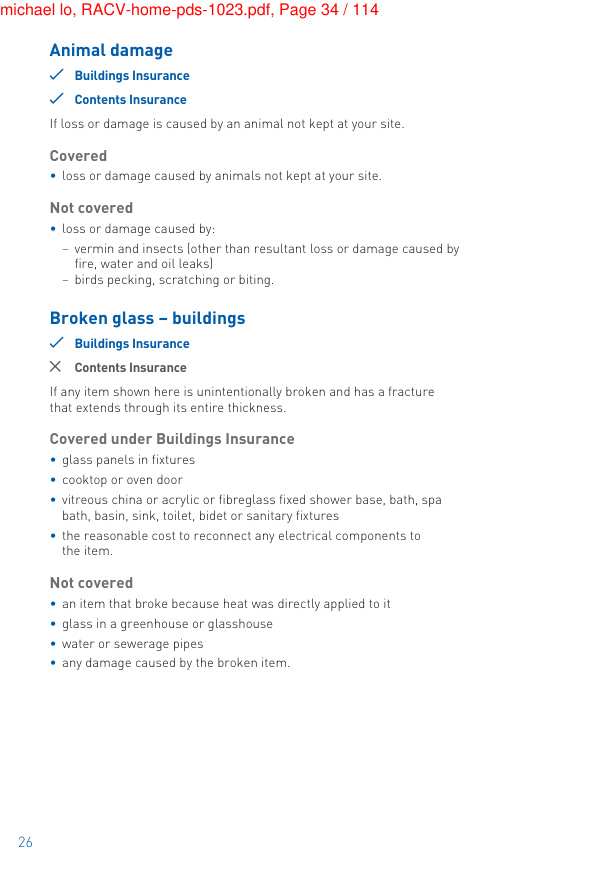 michael lo, RACV-home-pds-1023.pdf, Page 34 / 114
Animal damage
Buildings Insurance
Contents Insurance
If loss or damage is caused by an animal not kept at your site.
Covered
• loss or damage caused by animals not kept at your site.
Not covered
• loss or damage caused by:
– vermin and insects (other than resultant loss or damage caused by
fire, water and oil leaks)
– birds pecking, scratching or biting.
Broken glass – buildings
Buildings Insurance
Contents Insurance
If any item shown here is unintentionally broken and has a fracture
that extends through its entire thickness.
Covered under Buildings Insurance
• glass panels in fixtures
• cooktop or oven door
• vitreous china or acrylic or fibreglass fixed shower base, bath, spa
bath, basin, sink, toilet, bidet or sanitary fixtures
• the reasonable cost to reconnect any electrical components to
the item.
Not covered
• an item that broke because heat was directly applied to it
• glass in a greenhouse or glasshouse
• water or sewerage pipes
• any damage caused by the broken item.
26